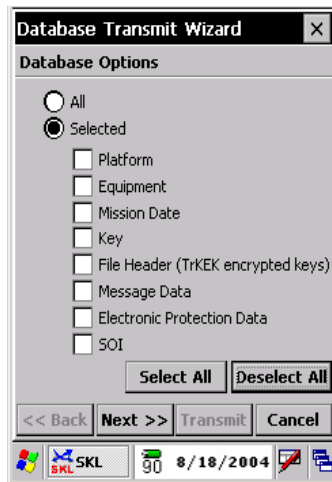 Database Transmit Wizard
Database Options
All
Selected
Platform
Equipment
Mission Date
Key
File Header (TrKEK encrypted keys)
Message Data
Electronic Protection Data
SOI
Select All Deselect All
<< Back Next >> Transmit Cancel
SKL SKL 90 8/18/2004